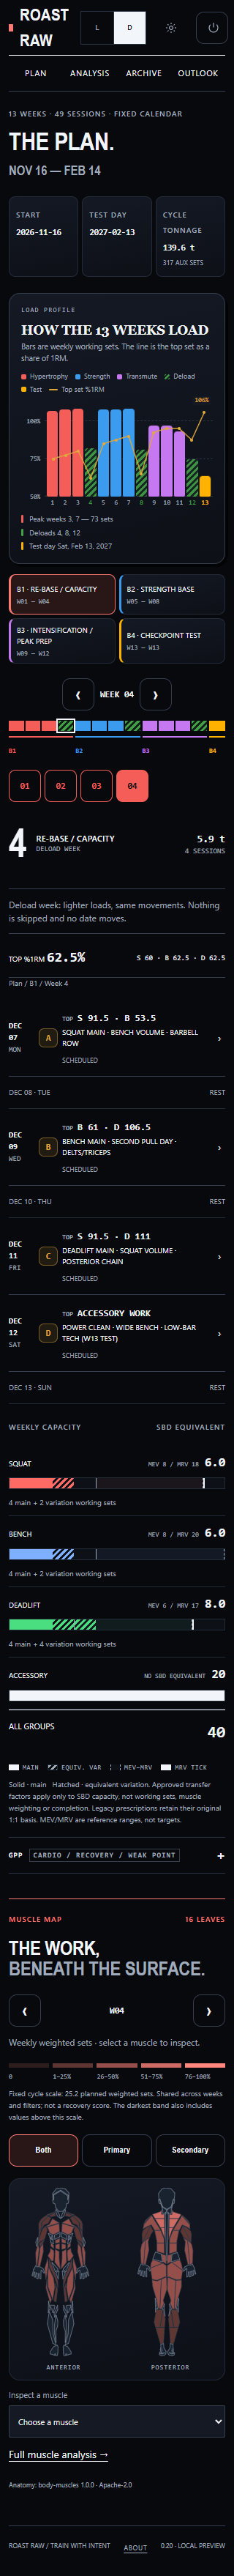 ROAST
RAW
L D
PLAN ANALYSIS ARCHIVE OUTLOOK
13 WEEKS · 49 SESSIONS · FIXED CALENDAR
THE PLAN.
NOV 16 — FEB 14
START
2026-11-16
TEST DAY
2027-02-13
CYCLE
TONNAGE
139.6 t
317 AUX SETS
LOAD PROFILE
HOW THE 13 WEEKS LOAD
Bars are weekly working sets. The line is the top set as a
share of 1RM.
Hypertrophy Strength Transmute Deload
Test Top set %1RM
106%
100%
75%
50%
1 2 3 4 5 6 7 8 9 10 11 12 13
Peak weeks 3, 7 — 73 sets
Deloads 4, 8, 12
Test day Sat, Feb 13, 2027
B1 · RE-BASE / CAPACITY
W01 — W04
B2 · STRENGTH BASE
W05 — W08
B3 · INTENSIFICATION /
PEAK PREP
W09 — W12
B4 · CHECKPOINT TEST
W13 — W13
‹ WEEK 04 ›
B1 B2 B3 B4
01 02 03 04
4
RE-BASE / CAPACITY
DELOAD WEEK
5.9 t
4 SESSIONS
Deload week: lighter loads, same movements. Nothing
is skipped and no date moves.
TOP %1RM 62.5% S 60 · B 62.5 · D 62.5
Plan / B1 / Week 4
DEC
07
MON
A
TOP S 91.5 · B 53.5
SQUAT MAIN · BENCH VOLUME · BARBELL
ROW
SCHEDULED
›
DEC 08 · TUE REST
DEC
09
WED
B
TOP B 61 · D 106.5
BENCH MAIN · SECOND PULL DAY ·
DELTS/TRICEPS
SCHEDULED
›
DEC 10 · THU REST
DEC
11
FRI
C
TOP S 91.5 · D 111
DEADLIFT MAIN · SQUAT VOLUME ·
POSTERIOR CHAIN
SCHEDULED
›
DEC
12
SAT
D
TOP ACCESSORY WORK
POWER CLEAN · WIDE BENCH · LOW-BAR
TECH (W13 TEST)
SCHEDULED
›
DEC 13 · SUN REST
WEEKLY CAPACITY SBD EQUIVALENT
SQUAT MEV 8 / MRV 18 6.0
4 main + 2 variation working sets
BENCH MEV 8 / MRV 20 6.0
4 main + 2 variation working sets
DEADLIFT MEV 6 / MRV 17 8.0
4 main + 4 variation working sets
ACCESSORY NO SBD EQUIVALENT 20
ALL GROUPS 40
MAIN EQUIV. VAR MEV–MRV MRV TICK
Solid · main Hatched · equivalent variation. Approved transfer
factors apply only to SBD capacity, not working sets, muscle
weighting or completion. Legacy prescriptions retain their original
1:1 basis. MEV/MRV are reference ranges, not targets.
GPP CARDIO / RECOVERY / WEAK POINT +
MUSCLE MAP 16 LEAVES
THE WORK,
BENEATH THE SURFACE.
‹ W04 ›
Weekly weighted sets · select a muscle to inspect.
0 1–25% 26–50% 51–75% 76–100%
Fixed cycle scale: 25.2 planned weighted sets. Shared across weeks
and filters; not a recovery score. The darkest band also includes
values above this scale.
Both Primary Secondary
ANTERIOR POSTERIOR
Inspect a muscle
Choose a muscle
Full muscle analysis →
Anatomy: body-muscles 1.0.0 · Apache-2.0
ROAST RAW / TRAIN WITH INTENT ABOUT 0.20 · LOCAL PREVIEW